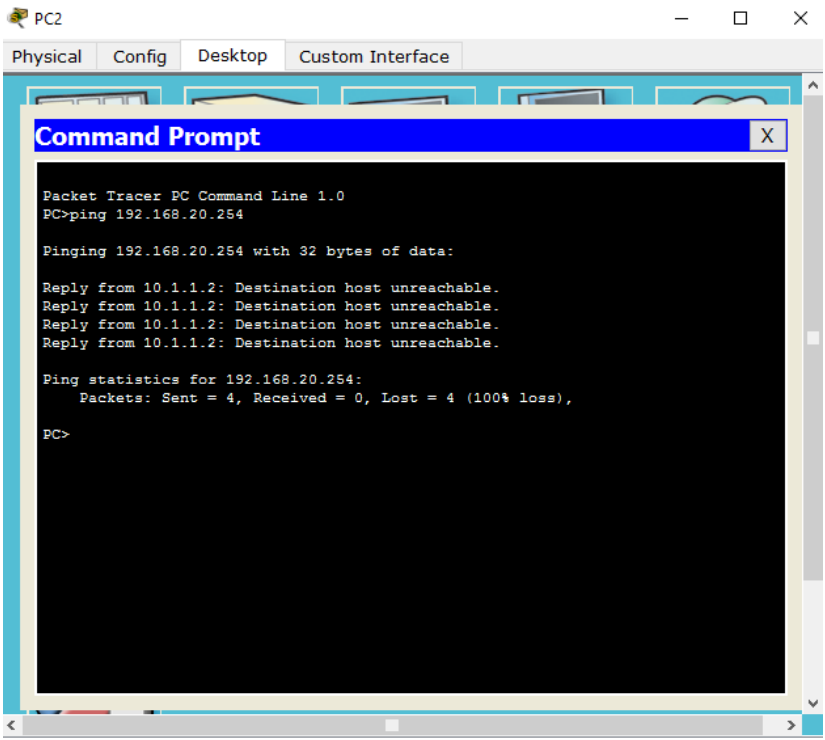 PC2
Physical Config Desktop Custom Interface
Command Prompt X
Packet Tracer PC Command Line 1.0
PC>ping 192.168.20.254
Pinging 192.168.20.254 with 32 bytes of data:
Reply from 10.1.1.2: Destination host unreachable.
Reply from 10.1.1.2: Destination host unreachable.
Reply from 10.1.1.2: Destination host unreachable.
Reply from 10.1.1.2: Destination host unreachable.
Ping statistics for 192.168.20.254:
Packets: Sent = 4, Received = 0, Lost = 4 (100% loss),
PC>